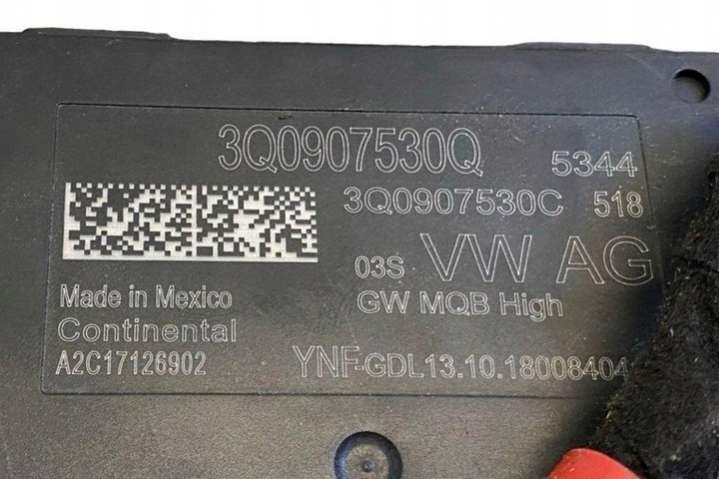 3Q0907530Q 5344
3Q0907530C 518
03S VW AG
Made in Mexico GW MQB High
Continental
A2C17126902 YNF-GDL13.10.18008404